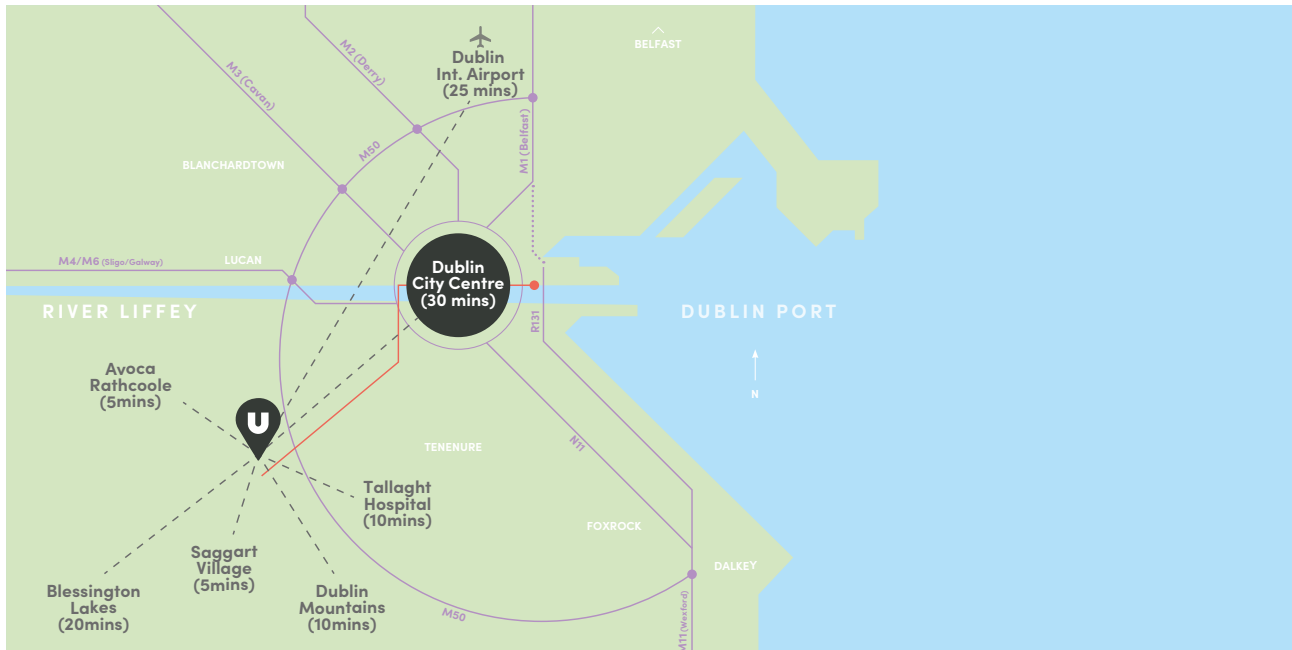 BELFAST
Dublin
Int. Airport
(25 mins)
M2 (Derry)
M3 (Cavan)
M1 (Belfast)
M50
BLANCHARDTOWN
M4/M6 (Sligo/Galway)
LUCAN
Dublin
City Centre
(30 mins)
RIVER LIFFEY
R131
DUBLIN PORT
N
Avoca
Rathcoole
(5mins)
U
TENENURE
N11
Tallaght
Hospital
(10mins)
FOXROCK
Saggart
Village
(5mins)
DALKEY
Blessington
Lakes
(20mins)
Dublin
Mountains
(10mins)
M50
M11 (Wexford)